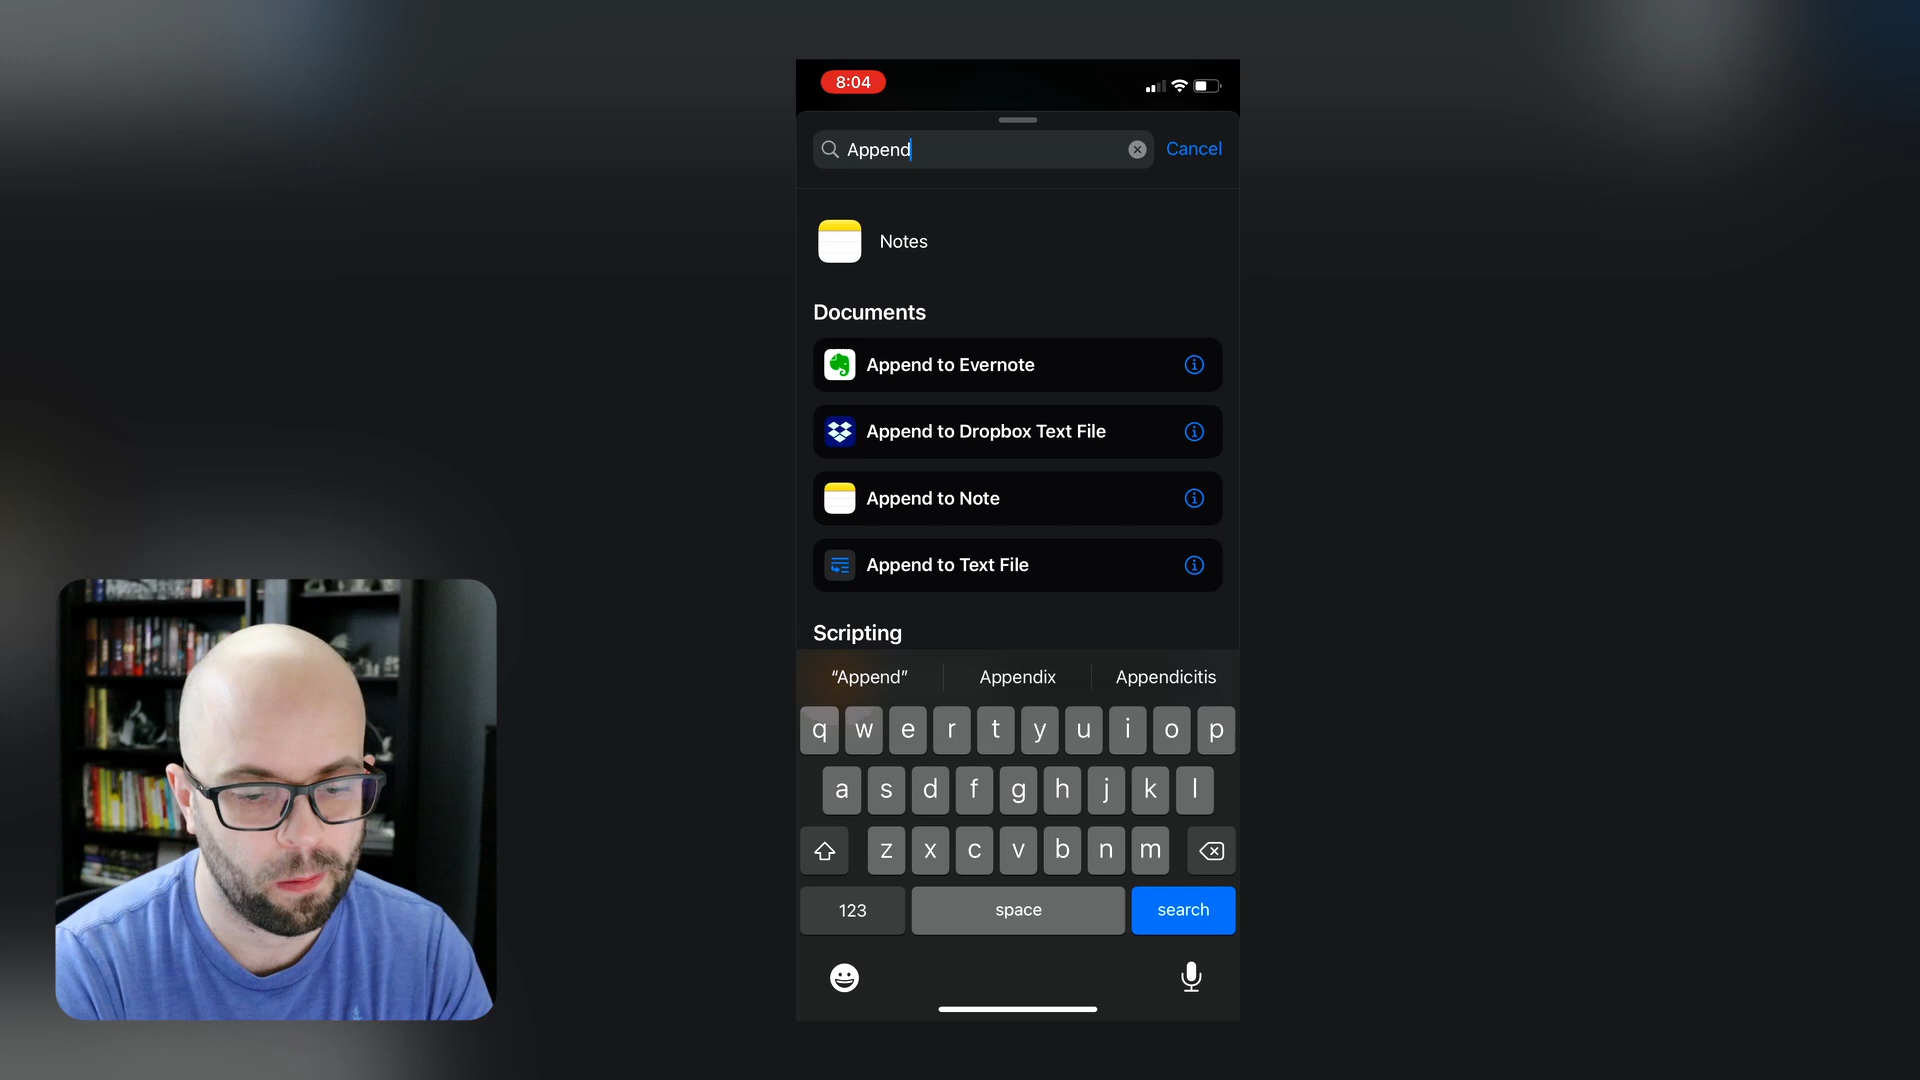 8:04
Append
Cancel
Notes
Documents
Append to Evernote
Append to Dropbox Text File
Append to Note
Append to Text File
Scripting
“Append”
Appendix
Appendicitis
q w e r t y u i o p
a s d f g h j k l
z x c v b n m
123
space
search